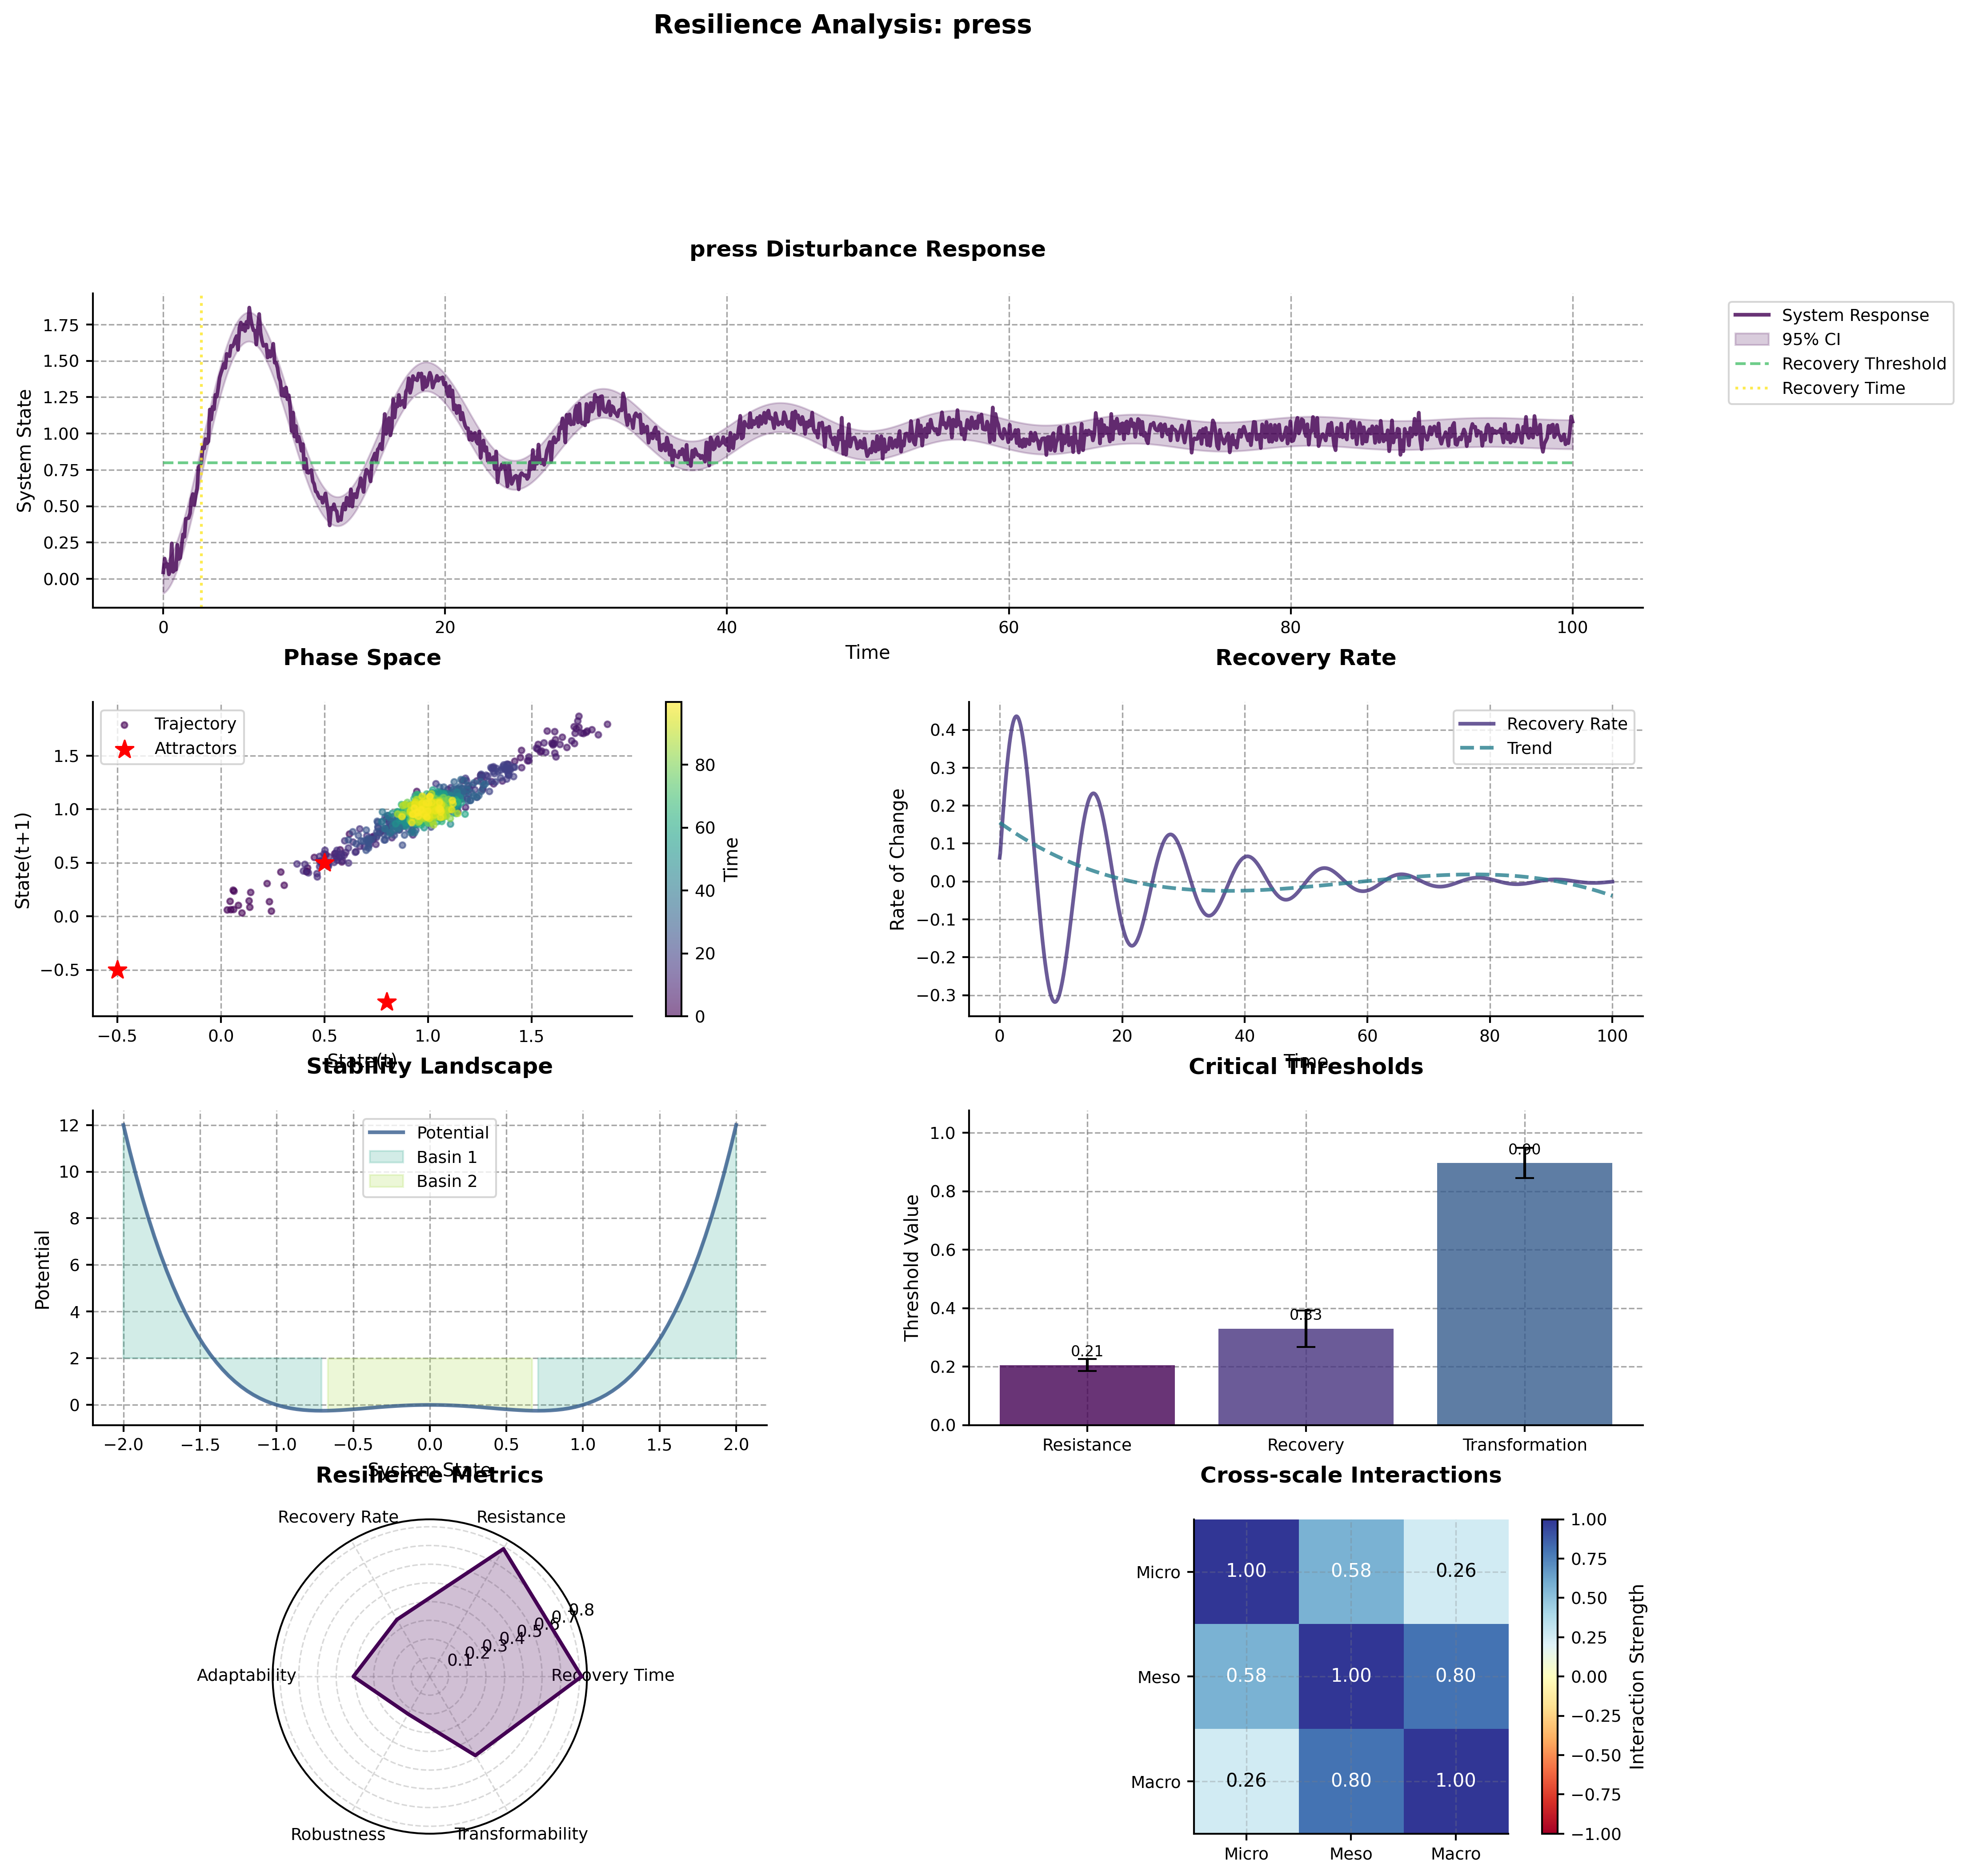 Resilience Analysis: press
press Disturbance Response
System State
1.75
1.50
1.25
1.00
0.75
0.50
0.25
0.00
0 20 40 60 80 100
Time
System Response
95% CI
Recovery Threshold
Recovery Time
Phase Space
State(t+1)
1.5
1.0
0.5
0.0
−0.5
−0.5 0.0 0.5 1.0 1.5
State(t)
Trajectory
Attractors
80
60
40
20
0
Time
Recovery Rate
Rate of Change
0.4
0.3
0.2
0.1
0.0
−0.1
−0.2
−0.3
0 20 40 60 80 100
Time
Recovery Rate
Trend
Stability Landscape
Potential
12
10
8
6
4
2
0
−2.0 −1.5 −1.0 −0.5 0.0 0.5 1.0 1.5 2.0
System State
Potential
Basin 1
Basin 2
Critical Thresholds
Threshold Value
1.0
0.8
0.6
0.4
0.2
0.0
0.21
0.33
0.90
Resistance Recovery Transformation
Resilience Metrics
Recovery Rate
Resistance
Adaptability
Recovery Time
Robustness
Transformability
0.1
0.2
0.3
0.4
0.5
0.6
0.7
0.8
Cross-scale Interactions
Micro 1.00 0.58 0.26
Meso 0.58 1.00 0.80
Macro 0.26 0.80 1.00
Micro Meso Macro
1.00
0.75
0.50
0.25
0.00
−0.25
−0.50
−0.75
−1.00
Interaction Strength